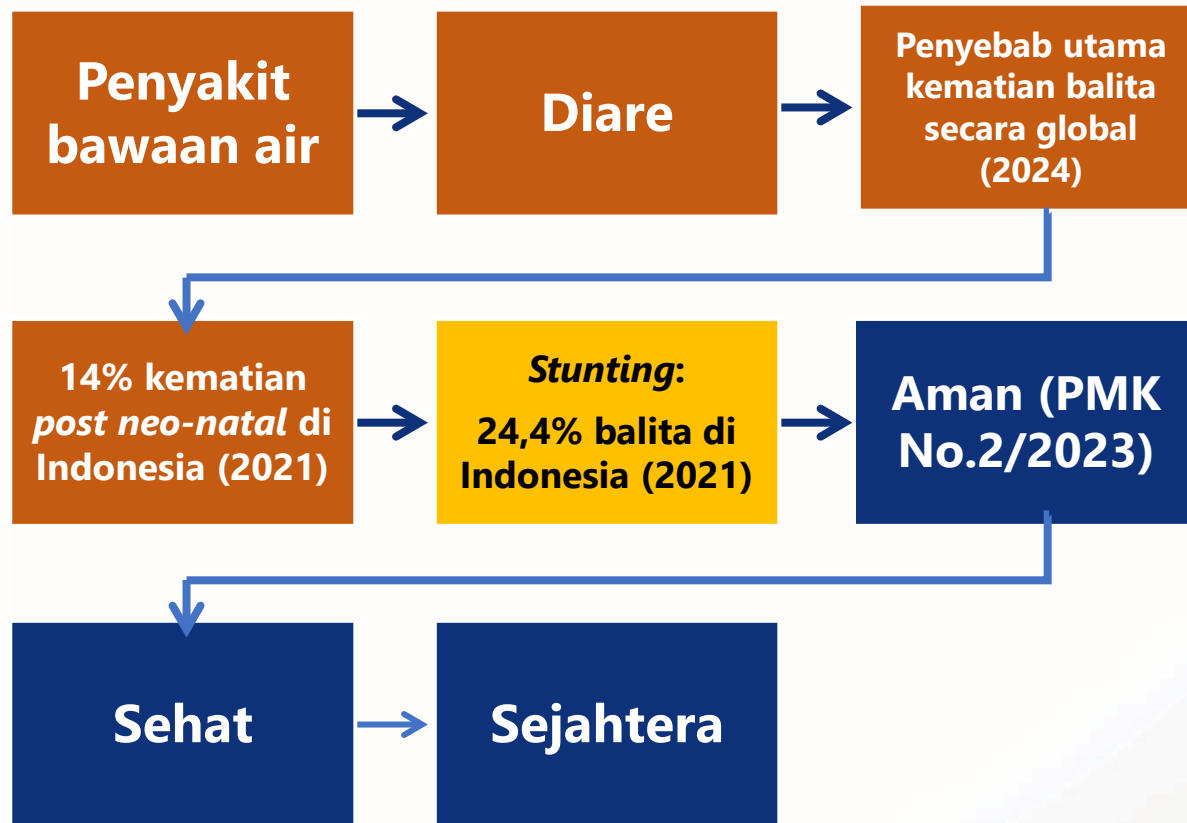 Penyakit
bawaan air
Diare
Penyebab utama
kematian balita
secara global
(2024)
14% kematian
post neo-natal di
Indonesia (2021)
Stunting:
24,4% balita di
Indonesia (2021)
Aman (PMK
No.2/2023)
Sehat
Sejahtera